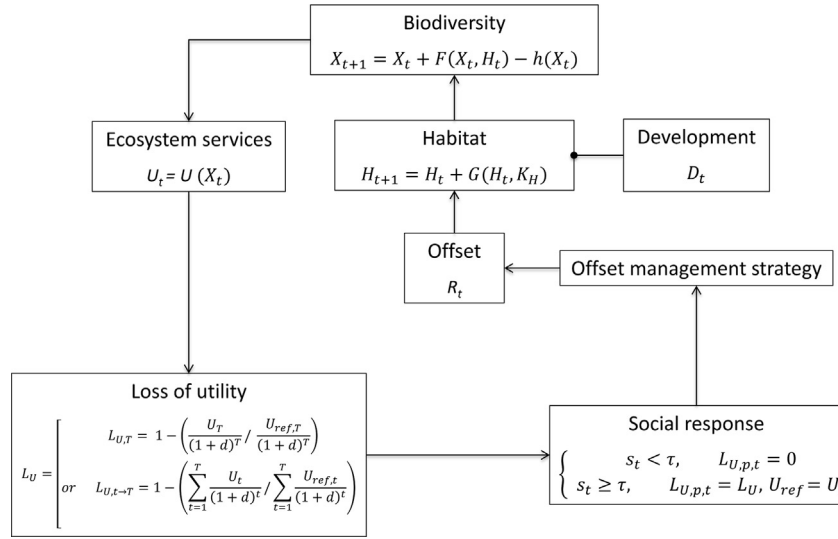 Biodiversity
X_{t+1} = X_t + F(X_t, H_t) − h(X_t)
Ecosystem services
U_t = U (X_t)
Habitat
H_{t+1} = H_t + G(H_t, K_H)
Development
D_t
Offset
R_t
Offset management strategy
Loss of utility
L_U = [ L_{U,T} = 1 − (U_T/(1 + d)^T / U_{ref,T}/(1 + d)^T)
or L_{U,t→T} = 1 − (∑_{t=1}^{T} U_t/(1 + d)^t / ∑_{t=1}^{T} U_{ref,t}/(1 + d)^t)
Social response
{ s_t < τ, L_{U,p,t} = 0
s_t ≥ τ, L_{U,p,t} = L_U, U_{ref} = U